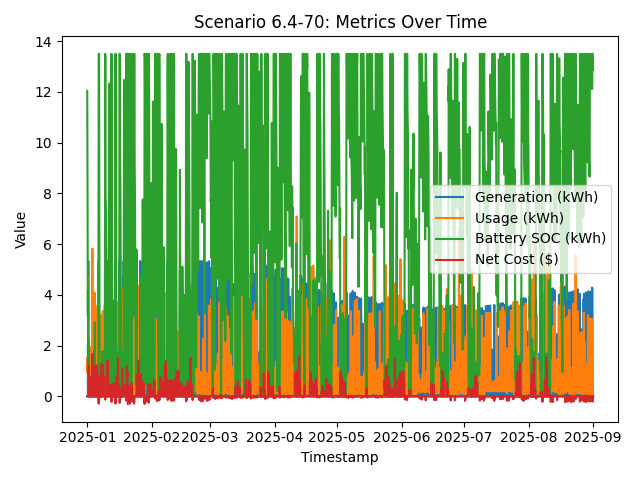 Scenario 6.4-70: Metrics Over Time
14
12
10
8
6
4
2
0
Value
Generation (kWh)
Usage (kWh)
Battery SOC (kWh)
Net Cost ($)
2025-01 2025-02 2025-03 2025-04 2025-05 2025-06 2025-07 2025-08 2025-09
Timestamp